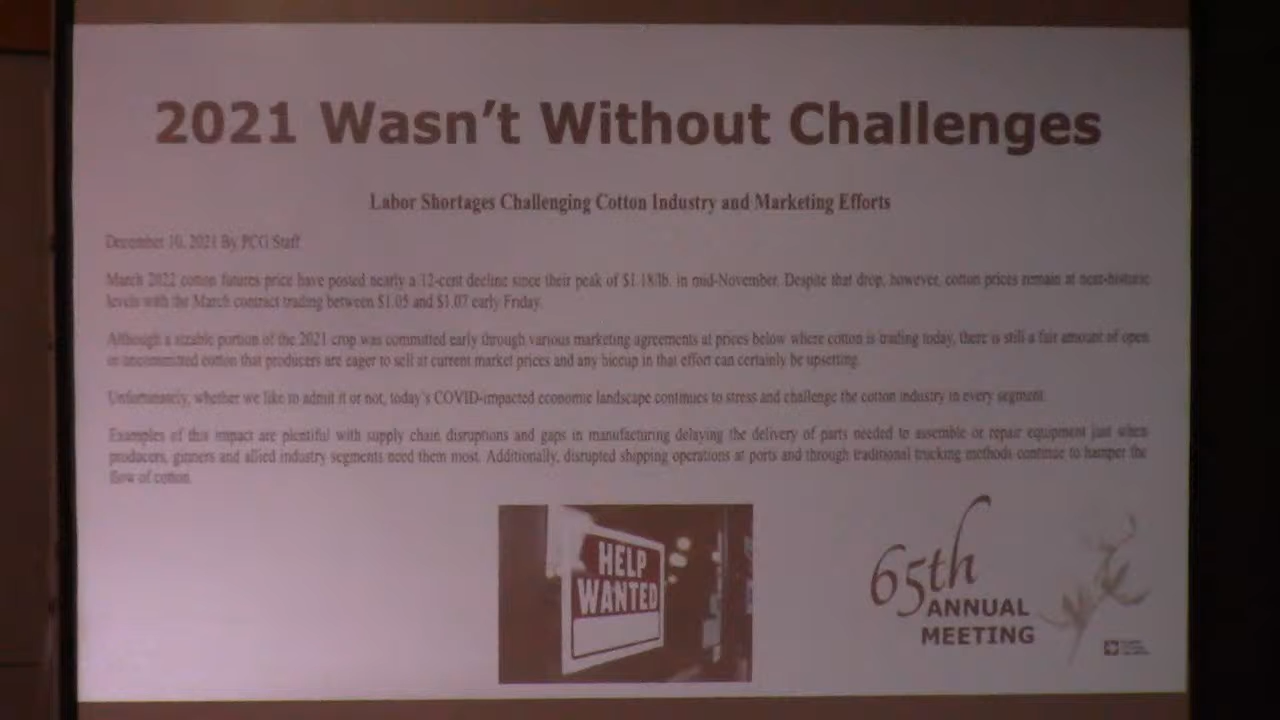 2021 Wasn't Without Challenges
Labor Shortages Challenging Cotton Industry and Marketing Efforts
December 10, 2021 By PCG Staff
March 2022 cotton futures price have posted nearly a 12-cent decline since their peak of $1.18/lb. in mid-November. Despite that drop, however, cotton prices remain at near-historic
levels with the March contract trading between $1.05 and $1.07 early Friday.
Although a sizable portion of the 2021 crop was committed early through various marketing agreements at prices below where cotton is trading today, there is still a fair amount of open
or uncommitted cotton that producers are eager to sell at current market prices and any hiccup in that effort can certainly be upsetting.
Unfortunately, whether we like to admit it or not, today's COVID-impacted economic landscape continues to stress and challenge the cotton industry in every segment.
Examples of this impact are plentiful with supply chain disruptions and gaps in manufacturing delaying the delivery of parts needed to assemble or repair equipment just when
producers, ginners and allied industry segments need them most. Additionally, disrupted shipping operations at ports and through traditional trucking methods continue to hamper the
flow of cotton.
HELP
WANTED
65th
ANNUAL
MEETING